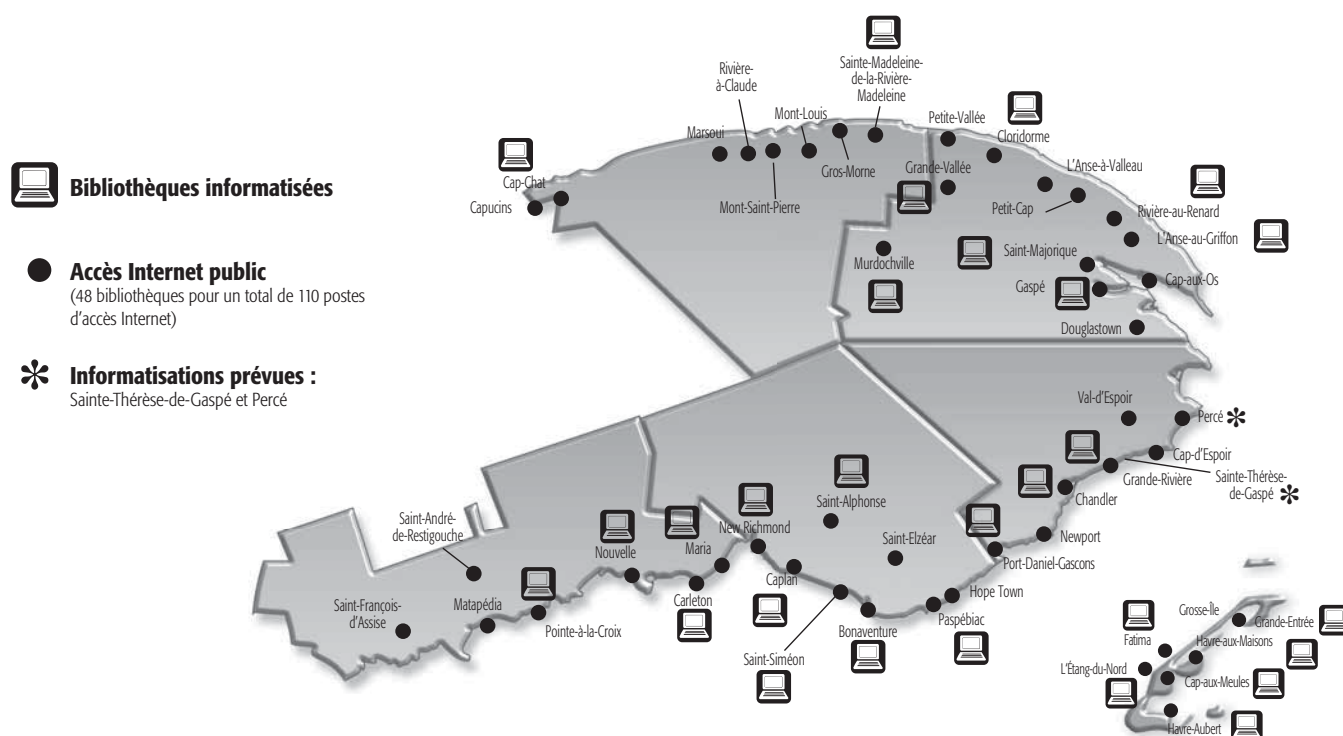 Bibliothèques informatisées
Accès Internet public
(48 bibliothèques pour un total de 110 postes
d'accès Internet)
Informatisations prévues :
Sainte-Thérèse-de-Gaspé et Percé
Capucins
Cap-Chat
Marsoui
Rivière-
à-Claude
Mont-Saint-Pierre
Mont-Louis
Gros-Morne
Sainte-Madeleine-
de-la-Rivière-
Madeleine
Petite-Vallée
Grande-Vallée
Cloridorme
L'Anse-à-Valleau
Petit-Cap
Rivière-au-Renard
L'Anse-au-Griffon
Murdochville
Saint-Majorique
Gaspé
Cap-aux-Os
Douglastown
Val-d'Espoir
Percé
Cap-d'Espoir
Sainte-Thérèse-
de-Gaspé
Grande-Rivière
Chandler
Newport
Port-Daniel-Gascons
Hope Town
Paspébiac
Saint-Elzéar
Saint-Alphonse
Bonaventure
Saint-Siméon
Caplan
New Richmond
Maria
Carleton
Nouvelle
Pointe-à-la-Croix
Matapédia
Saint-André-
de-Restigouche
Saint-François-
d'Assise
Grosse-Île
Grande-Entrée
Fatima
Havre-aux-Maisons
L'Étang-du-Nord
Cap-aux-Meules
Havre-Aubert